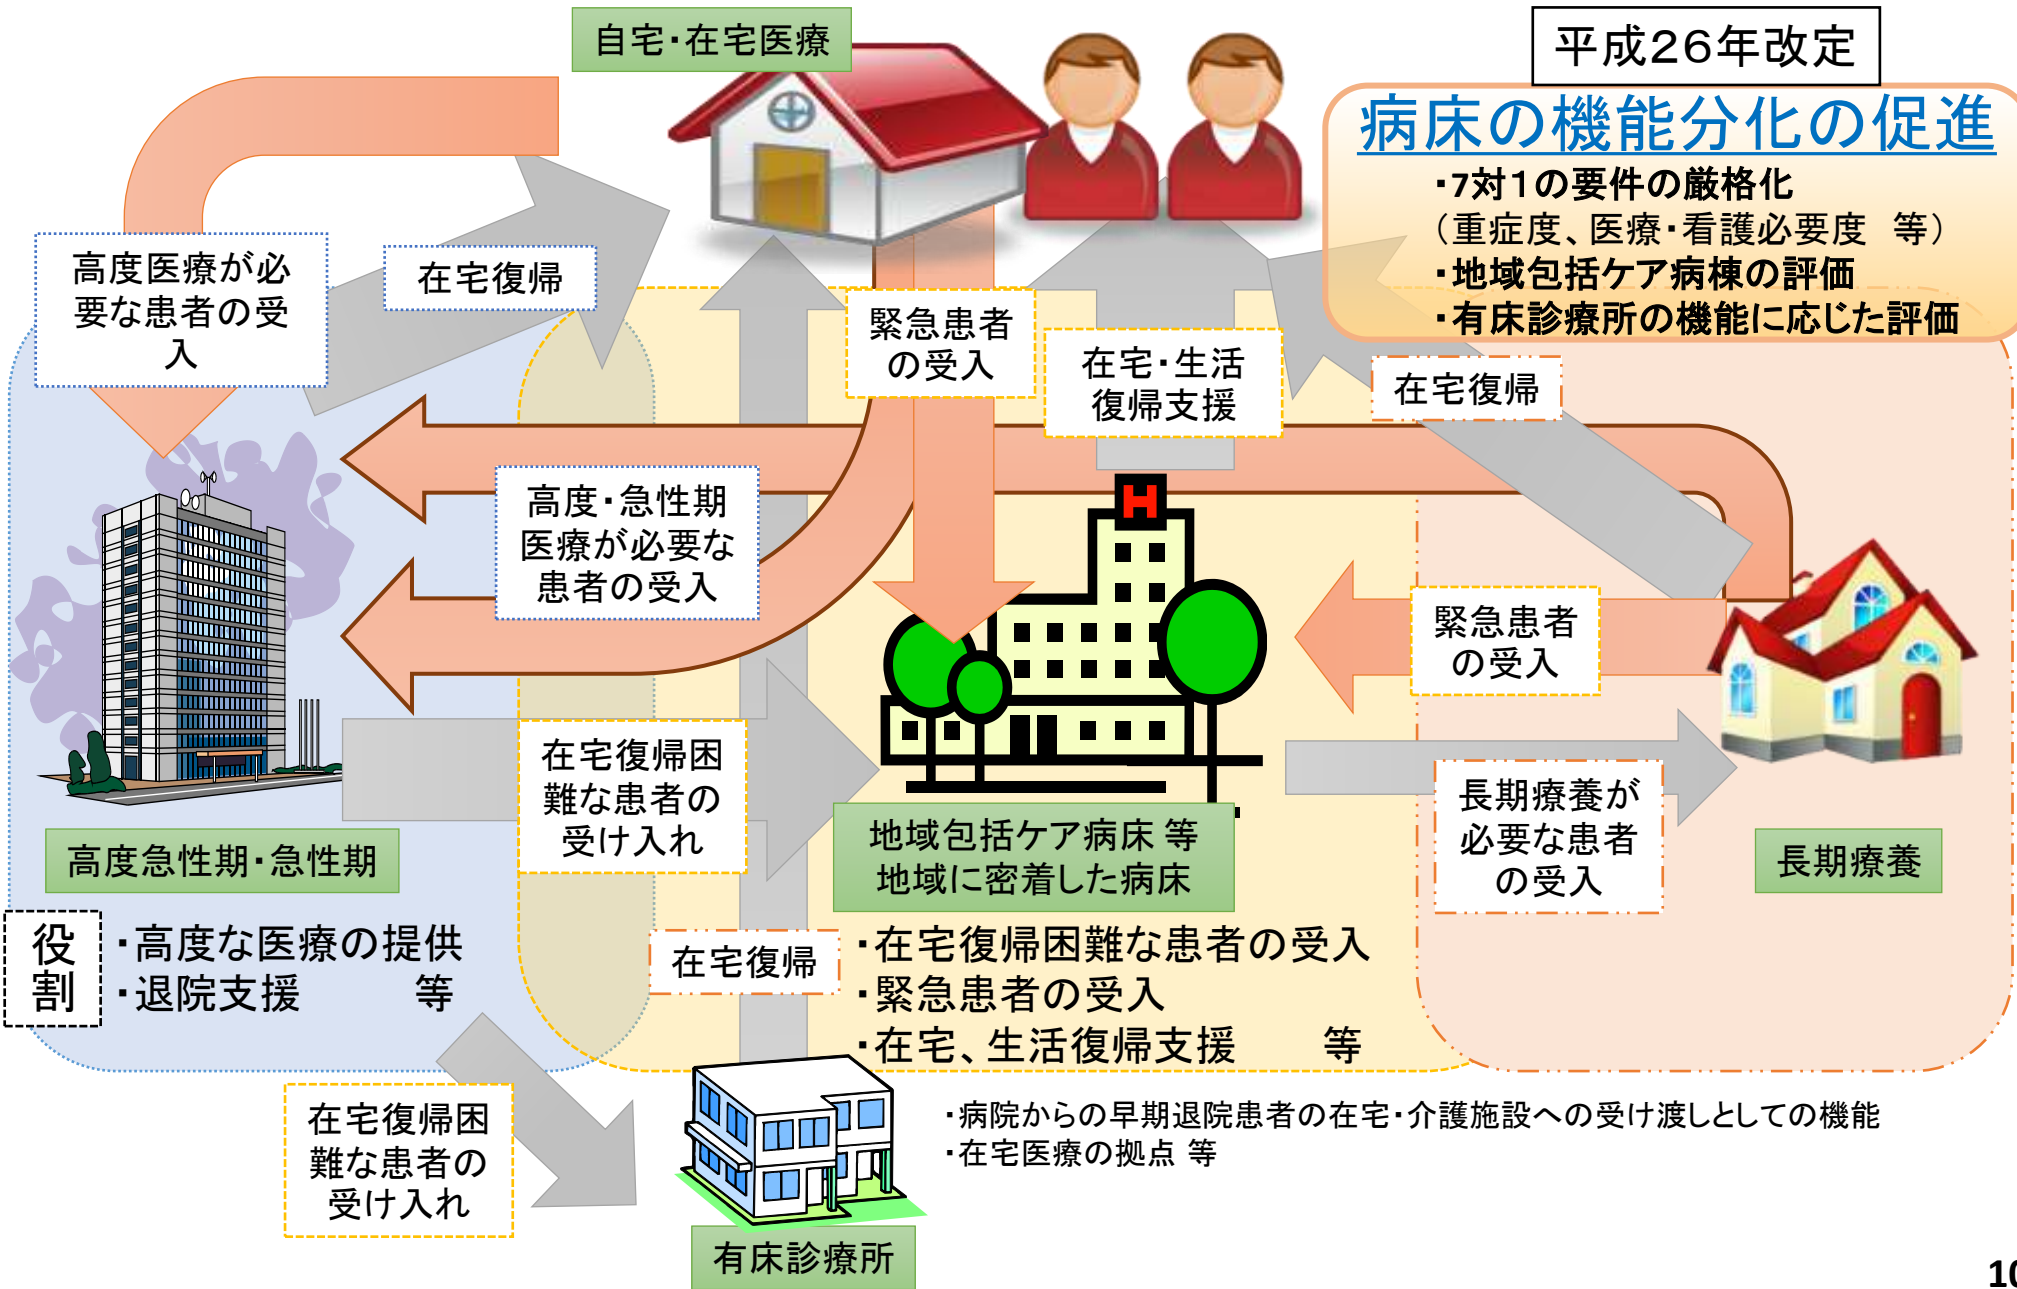 自宅・在宅医療
平成26年改定
病床の機能分化の促進
・7対1の要件の厳格化
（重症度、医療・看護必要度　等）
・地域包括ケア病棟の評価
・有床診療所の機能に応じた評価
高度医療が必
要な患者の受
入
在宅復帰
緊急患者
の受入
在宅・生活
復帰支援
在宅復帰
高度・急性期
医療が必要な
患者の受入
H
緊急患者
の受入
在宅復帰困
難な患者の
受け入れ
長期療養が
必要な患者
の受入
高度急性期・急性期
地域包括ケア病床 等
地域に密着した病床
長期療養
役
割
・高度な医療の提供
・退院支援　　　等
在宅復帰
・在宅復帰困難な患者の受入
・緊急患者の受入
・在宅、生活復帰支援　　等
在宅復帰困
難な患者の
受け入れ
・病院からの早期退院患者の在宅・介護施設への受け渡しとしての機能
・在宅医療の拠点 等
有床診療所
10